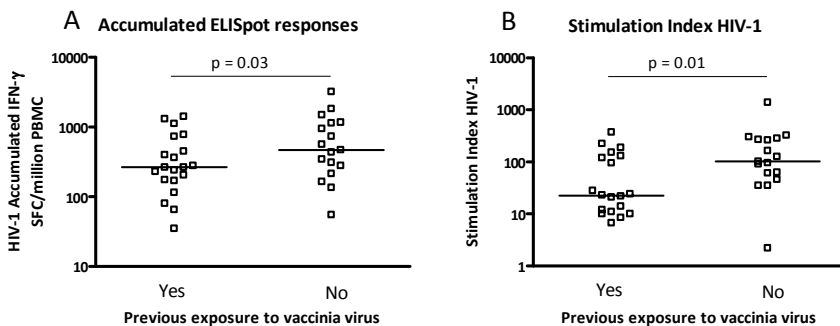 A Accumulated ELISpot responses
p = 0.03
HIV-1 Accumulated IFN-γ
SFC/million PBMC
10000
1000
100
10
Yes No
Previous exposure to vaccinia virus
B Stimulation Index HIV-1
p = 0.01
Stimulation Index HIV-1
10000
1000
100
10
1
Yes No
Previous exposure to vaccinia virus